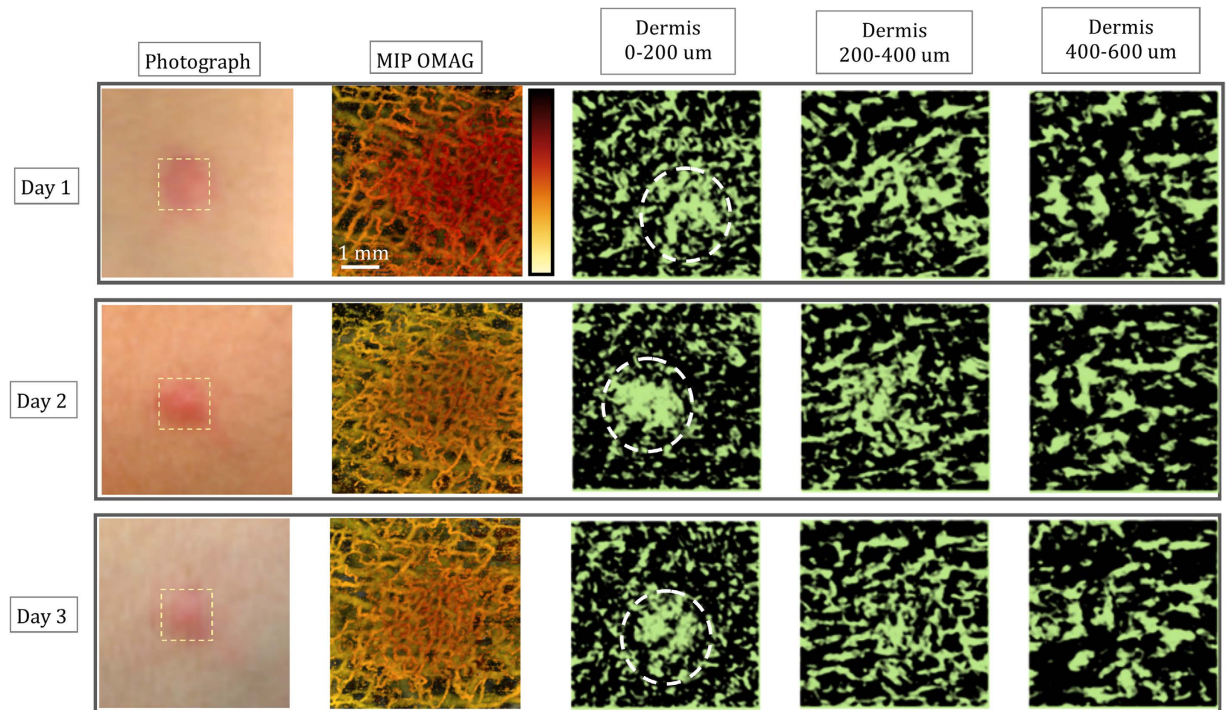 Photograph
MIP OMAG
Dermis
0-200 um
Dermis
200-400 um
Dermis
400-600 um
Day 1
1 mm
Day 2
Day 3